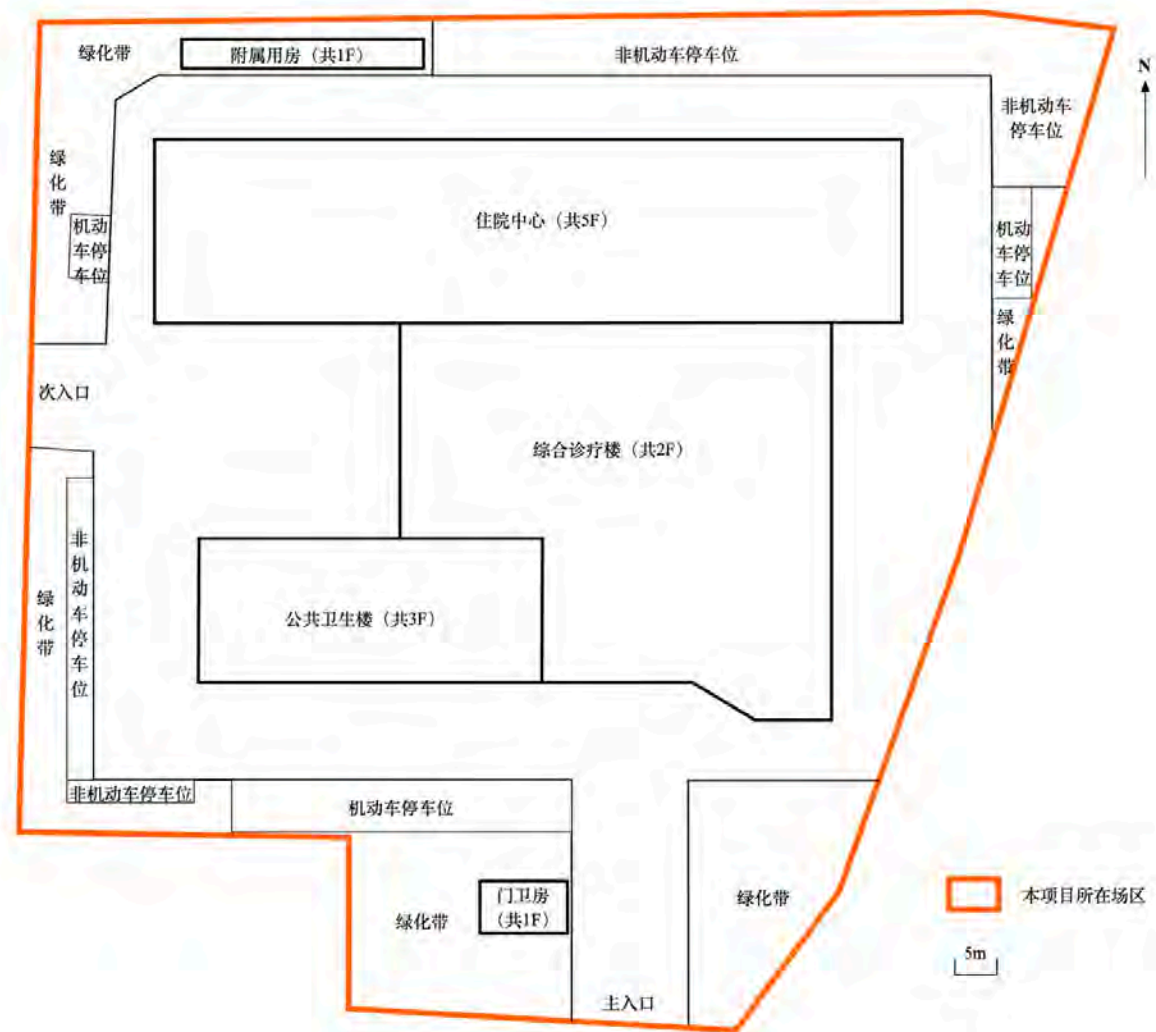 绿化带
附属用房（共1F）
非机动车停车位
N
非机动车
停车位
绿化带
机动
车停
车位
住院中心（共5F）
机动
车停
车位
绿化带
次入口
综合诊疗楼（共2F）
非机动车停车位
绿化带
公共卫生楼（共3F）
非机动车停车位
机动车停车位
门卫房
（共1F）
绿化带
绿化带
本项目所在场区
5m
主入口